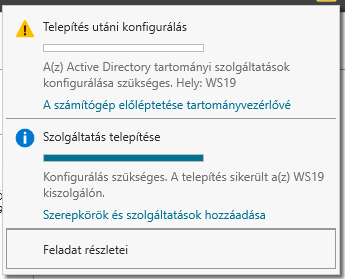 Telepítés utáni konfigurálás
A(z) Active Directory tartományi szolgáltatások
konfigurálása szükséges. Hely: WS19
A számítógép előléptetése tartományvezérlővé
Szolgáltatás telepítése
Konfigurálás szükséges. A telepítés sikerült a(z) WS19
kiszolgálón.
Szerepkörök és szolgáltatások hozzáadása
Feladat részletei